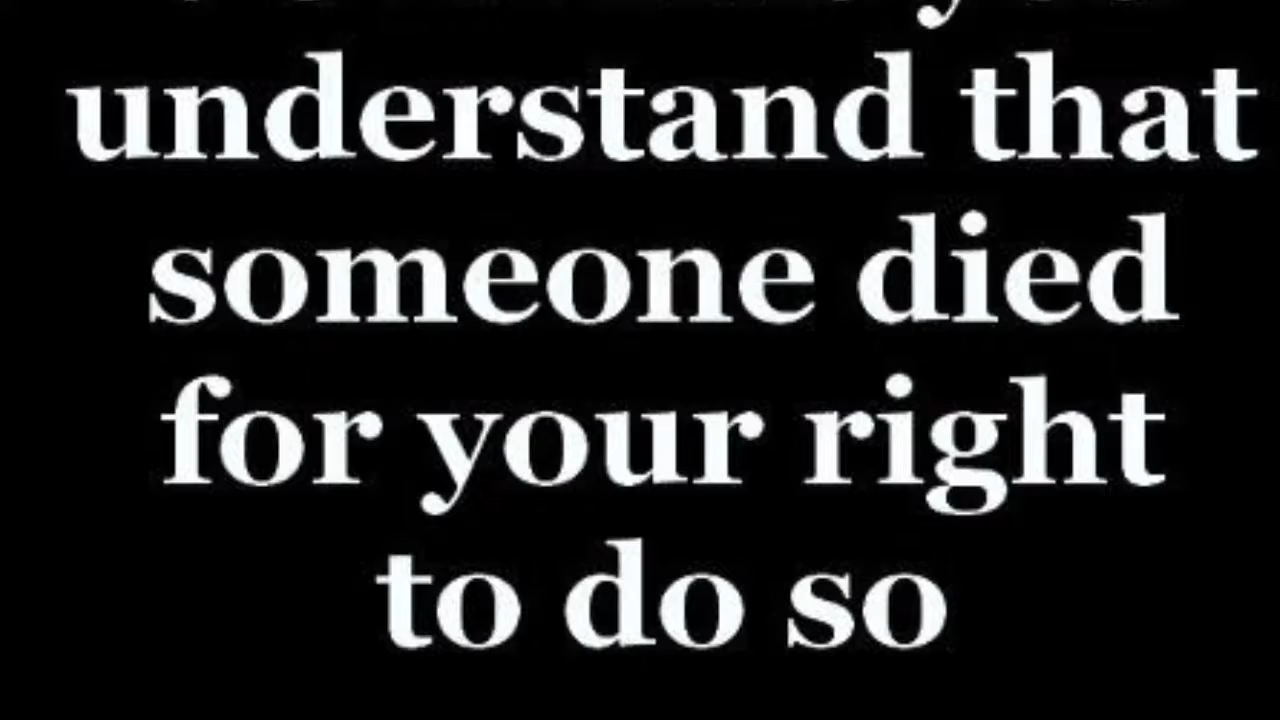 understand that
someone died
for your right
to do so